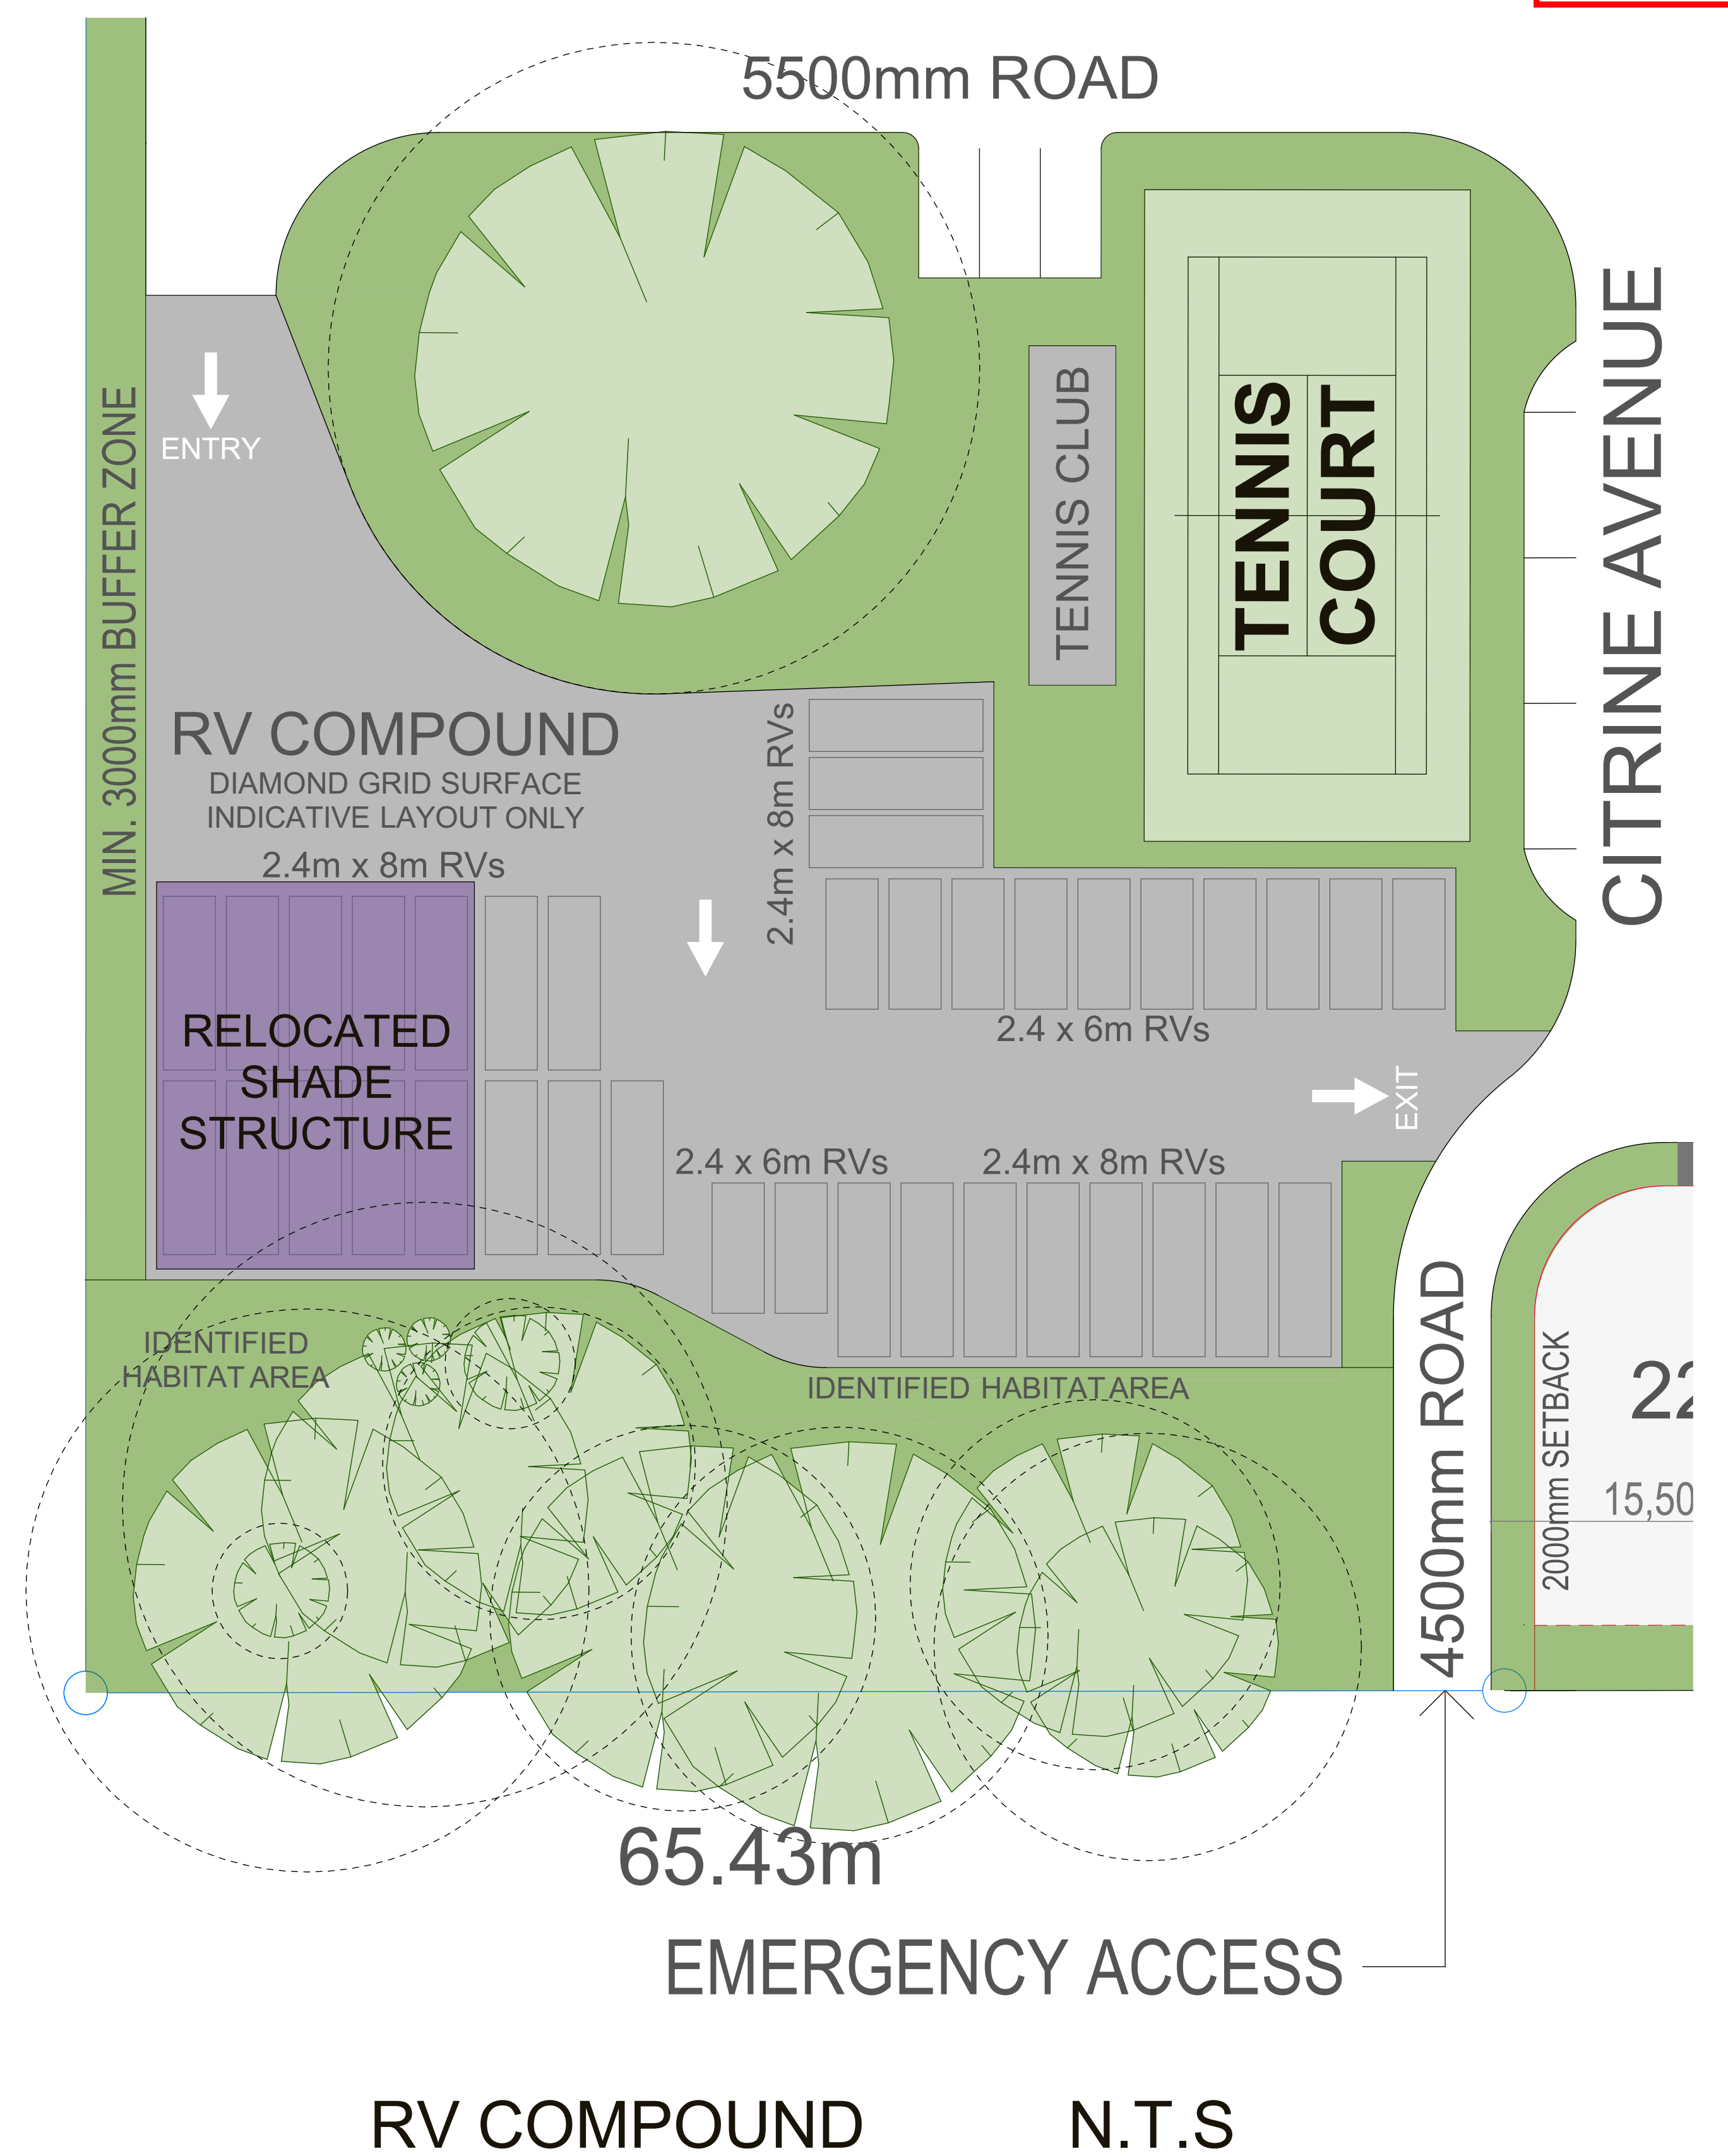 5500mm ROAD
CITRINE AVENUE
ENTRY
MIN. 3000mm BUFFER ZONE
TENNIS CLUB
TENNIS
COURT
RV COMPOUND
DIAMOND GRID SURFACE
INDICATIVE LAYOUT ONLY
2.4m x 8m RVs
2.4m x 8m RVs
RELOCATED
SHADE
STRUCTURE
2.4 x 6m RVs
EXIT
2.4 x 6m RVs
2.4m x 8m RVs
IDENTIFIED
HABITAT AREA
IDENTIFIED HABITAT AREA
4500mm ROAD
2000mm SETBACK
22
15,50
65.43m
EMERGENCY ACCESS
RV COMPOUND
N.T.S